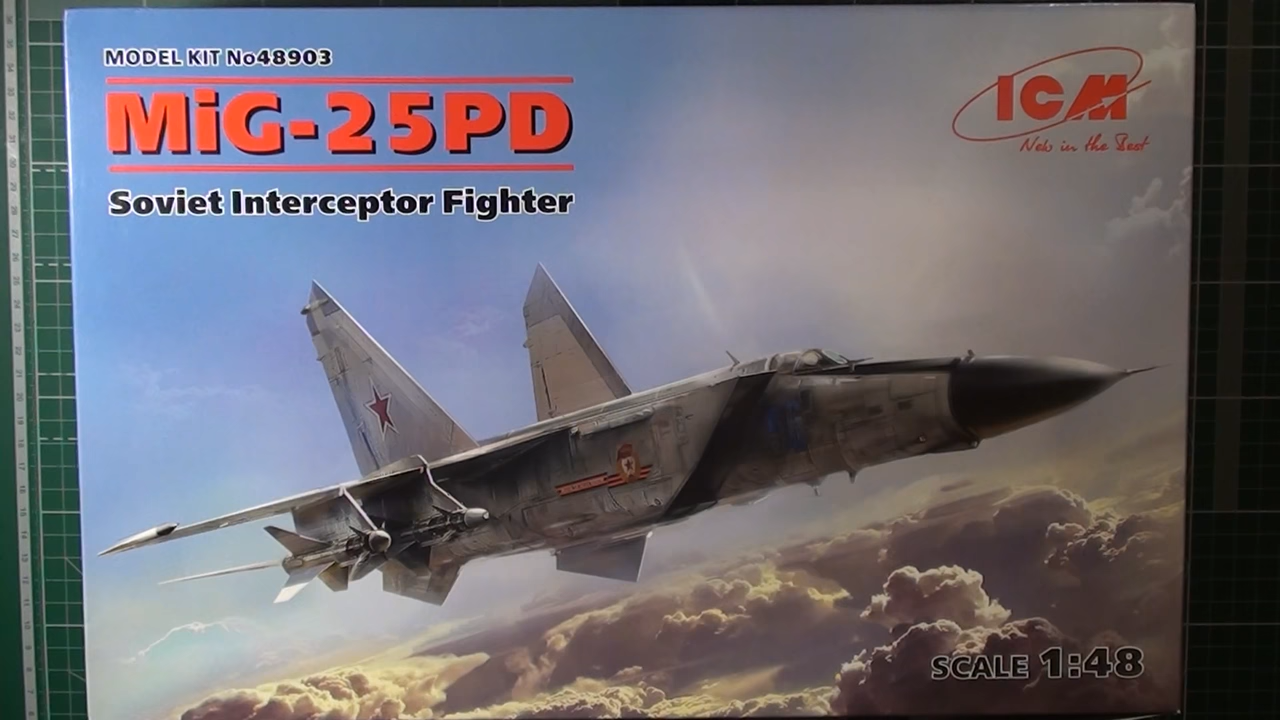 MODEL KIT No48903
MiG-25PD
Soviet Interceptor Fighter
ICM
New in the Best
SCALE 1:48